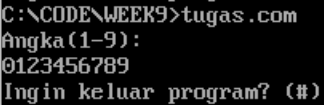 C:\CODE\WEEK9>tugas.com
Angka(1-9):
0123456789
Ingin keluar program? (#)